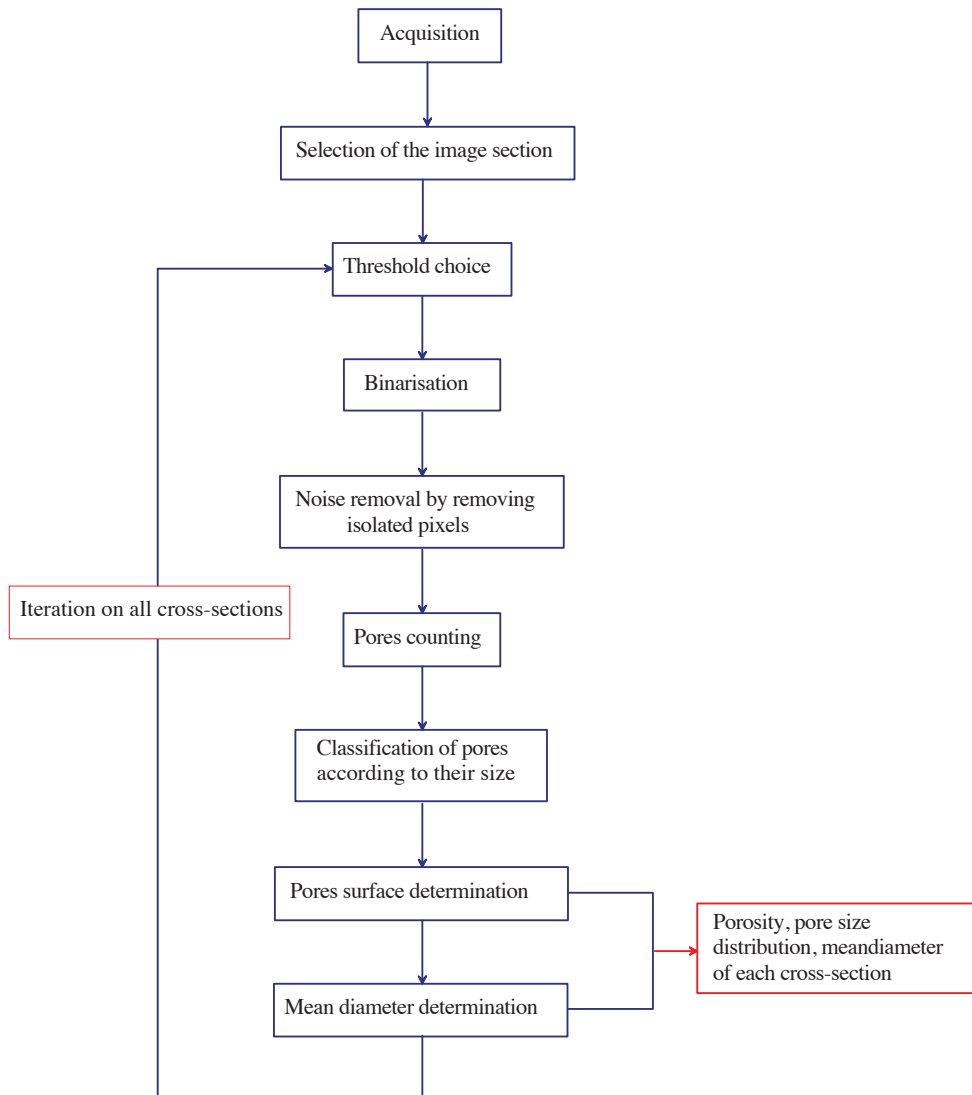 Acquisition
Selection of the image section
Threshold choice
Binarisation
Noise removal by removing
isolated pixels
Iteration on all cross-sections
Pores counting
Classification of pores
according to their size
Pores surface determination
Porosity, pore size
distribution, meandiameter
of each cross-section
Mean diameter determination